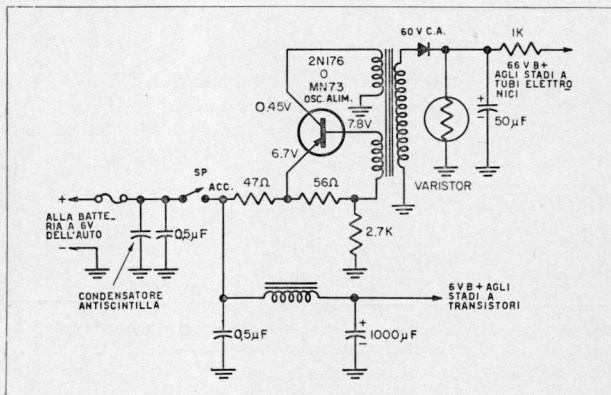 60 V C.A.
1K
2N176
O
MN73
OSC. ALIM.
66 V B+
AGLI STADI A
TUBI ELETTRO
NICI
0.45V
7.8V
+
-
50µF
6.7V
VARISTOR
SP
ACC.
47Ω
56Ω
+
ALLA BATTE_
RIA A 6V
DELL'AUTO
-
0,5µF
2.7K
CONDENSATORE
ANTISCINTILLA
6 V B + AGLI
STADI A
TRANSISTORI
0,5µF
+
-
1000µF